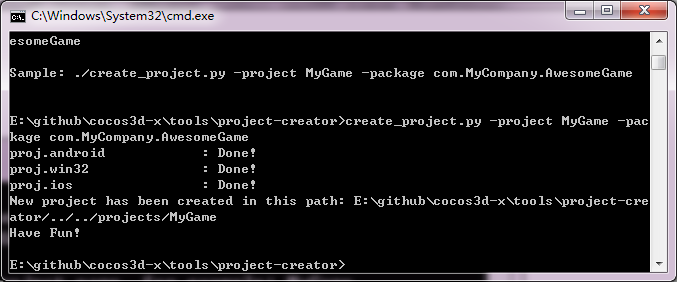 C:\Windows\System32\cmd.exe
esomeGame
Sample: ./create_project.py -project MyGame -package com.MyCompany.AwesomeGame
E:\github\cocos3d-x\tools\project-creator>create_project.py -project MyGame -pac
kage com.MyCompany.AwesomeGame
proj.android : Done!
proj.win32 : Done!
proj.ios : Done!
New project has been created in this path: E:\github\cocos3d-x\tools\project-cre
ator/../../projects/MyGame
Have Fun!
E:\github\cocos3d-x\tools\project-creator>